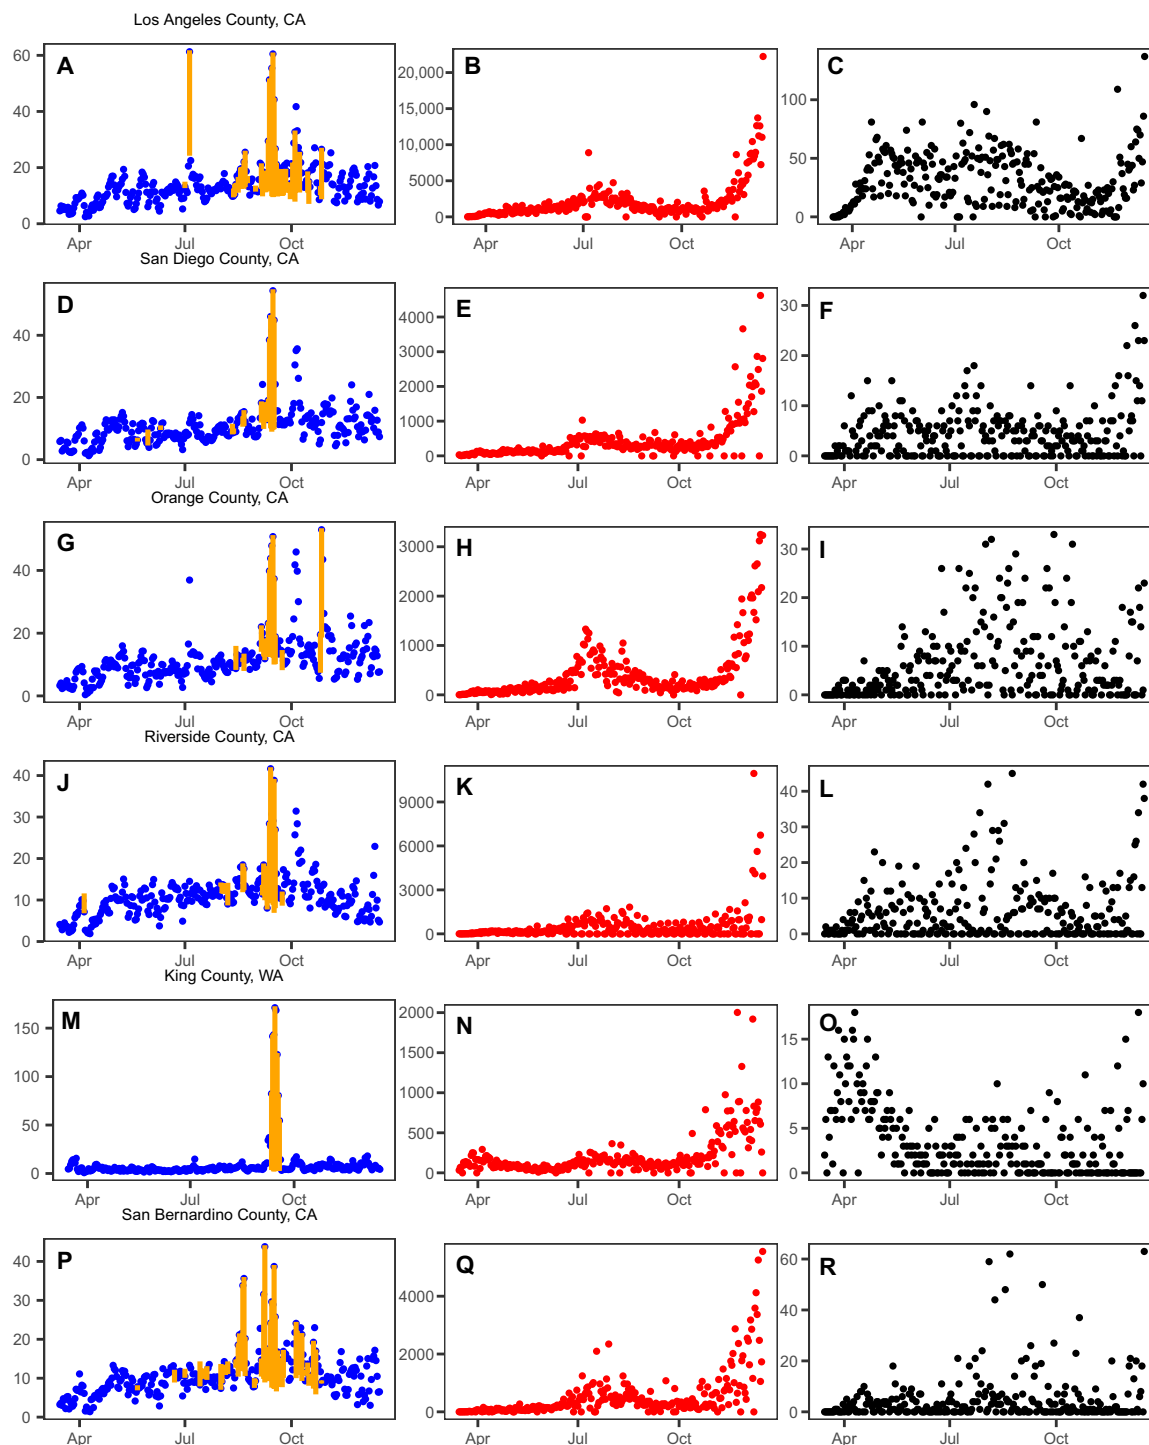 Los Angeles County, CA
A
B
C
60
40
20
0
20,000
15,000
10,000
5000
0
100
50
0
Apr Jul Oct
Apr Jul Oct
Apr Jul Oct
San Diego County, CA
D
E
F
40
20
0
4000
3000
2000
1000
0
30
20
10
0
Apr Jul Oct
Apr Jul Oct
Apr Jul Oct
Orange County, CA
G
H
I
40
20
0
3000
2000
1000
0
30
20
10
0
Apr Jul Oct
Apr Jul Oct
Apr Jul Oct
Riverside County, CA
J
K
L
40
30
20
10
0
9000
6000
3000
0
40
30
20
10
0
Apr Jul Oct
Apr Jul Oct
Apr Jul Oct
King County, WA
M
N
O
150
100
50
0
2000
1500
1000
500
0
15
10
5
0
Apr Jul Oct
Apr Jul Oct
Apr Jul Oct
San Bernardino County, CA
P
Q
R
40
30
20
10
0
4000
2000
0
60
40
20
0
Apr Jul Oct
Apr Jul Oct
Apr Jul Oct